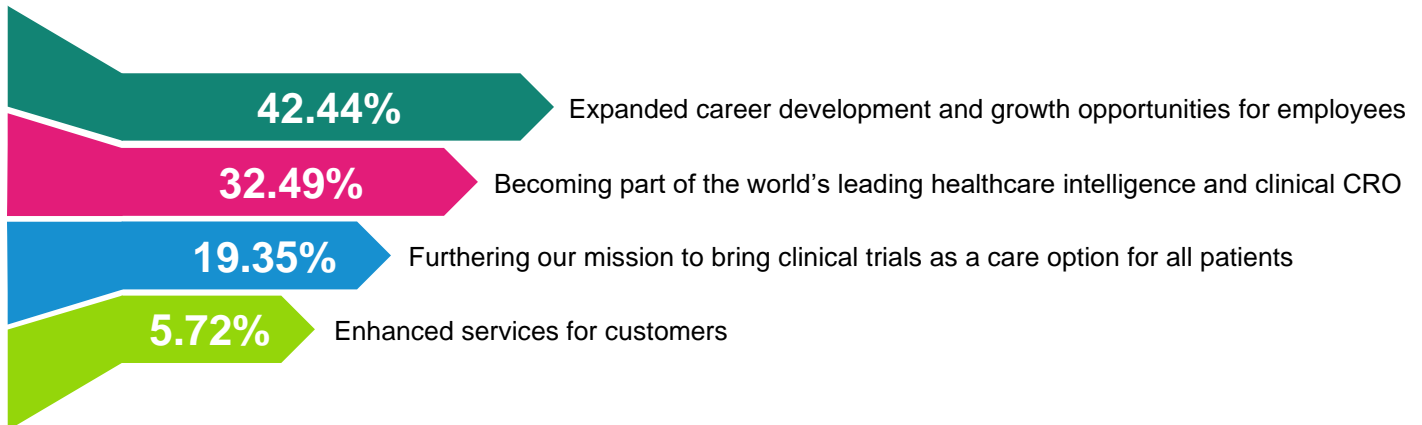 42.44% Expanded career development and growth opportunities for employees
32.49% Becoming part of the world’s leading healthcare intelligence and clinical CRO
19.35% Furthering our mission to bring clinical trials as a care option for all patients
5.72% Enhanced services for customers